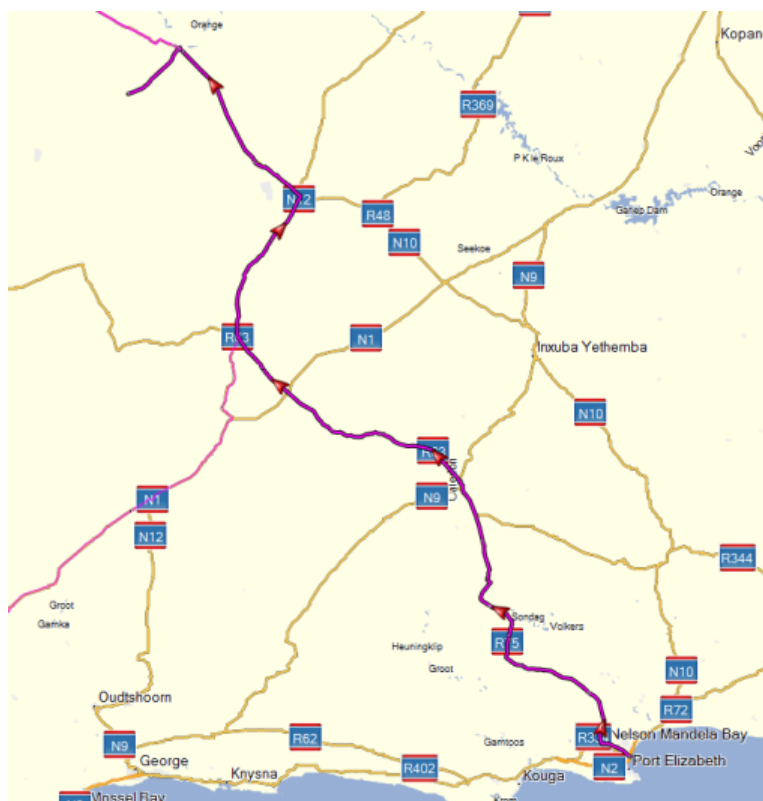 Orange
Kopan
R369
P K le Roux
Orange
Gariep Dam
R48
N10
Seekoe
N9
N1
Inxuba Yethemba
N10
N9
N1
N12
R344
Groot
Gamka
Sondag
Volkers
Heuningklip
Groot
N10
Oudtshoorn
R72
N9
R62
Gamtoos
Nelson Mandela Bay
George
Knysna
R402
Kouga
N2
Port Elizabeth
Mossel Bay